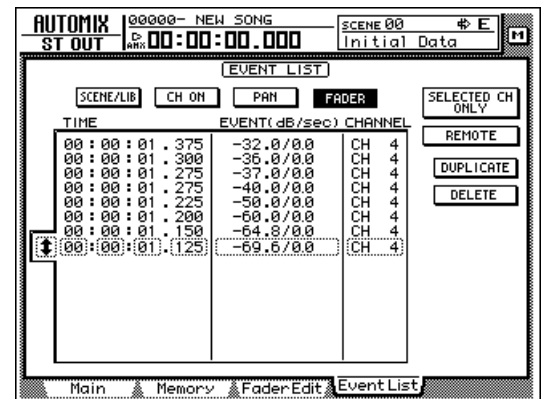 AUTOMIX
ST OUT
00000- NEW SONG
AMX 00:00:00.000
SCENE 00 E
Initial Data
M
EVENT LIST
SCENE/LIB CH ON PAN FADER
SELECTED CH ONLY
REMOTE
DUPLICATE
DELETE
TIME EVENT(dB/sec) CHANNEL
00:00:01.375 -32.0/0.0 CH 4
00:00:01.300 -36.0/0.0 CH 4
00:00:01.275 -37.0/0.0 CH 4
00:00:01.275 -40.0/0.0 CH 4
00:00:01.225 -50.0/0.0 CH 4
00:00:01.200 -60.0/0.0 CH 4
00:00:01.150 -64.8/0.0 CH 4
00:00:01.125 -69.6/0.0 CH 4
Main Memory Fader Edit Event List